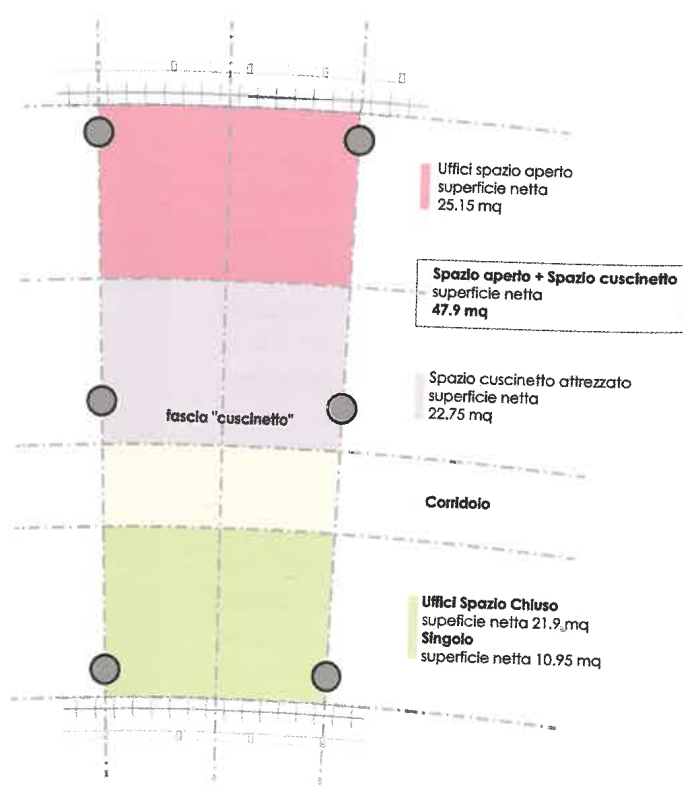 Uffici spazio aperto
superficie netta
25.15 mq
Spazio aperto + Spazio cuscinetto
superficie netta
47.9 mq
Spazio cuscinetto attrezzato
superficie netta
22.75 mq
fascia "cuscinetto"
Corridoio
Uffici Spazio Chiuso
supeficie netta 21.9 mq
Singolo
superficie netta 10.95 mq